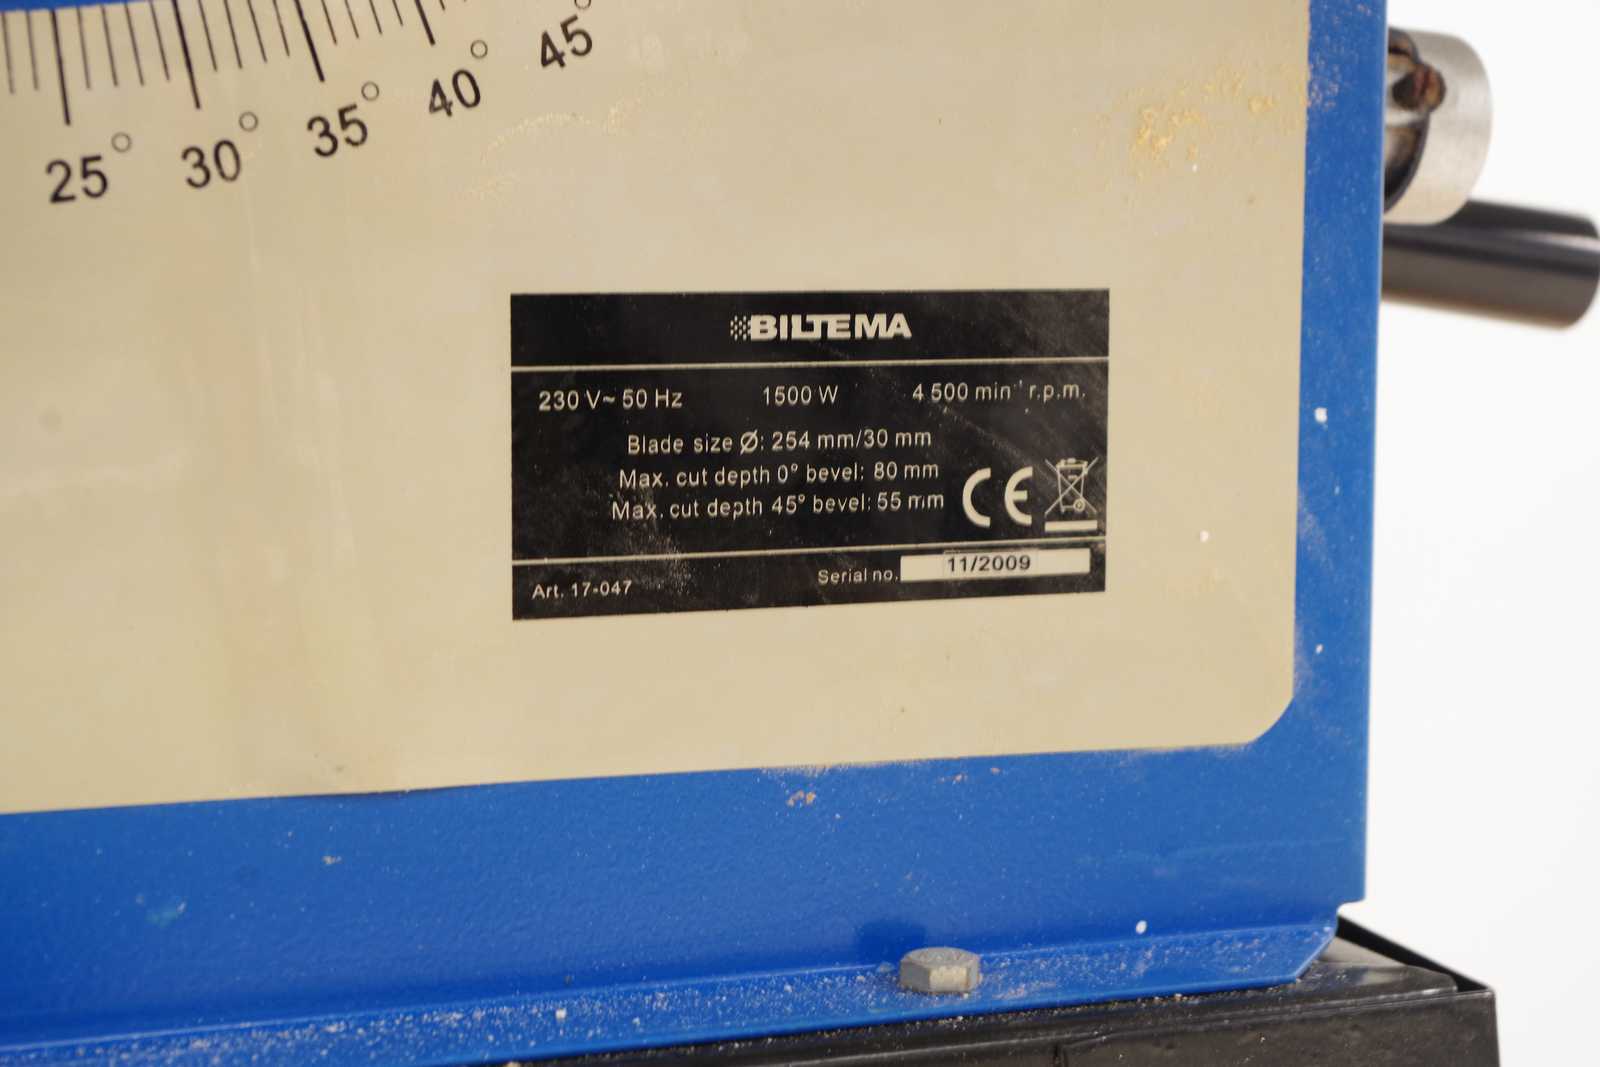 25° 30° 35° 40° 45°
BILTEMA
230 V~ 50 Hz 1500 W 4 500 min⁻¹ r.p.m.
Blade size Ø: 254 mm/30 mm
Max. cut depth 0° bevel: 80 mm
Max. cut depth 45° bevel: 55 mm
CE
Art. 17-047 Serial no. 11/2009